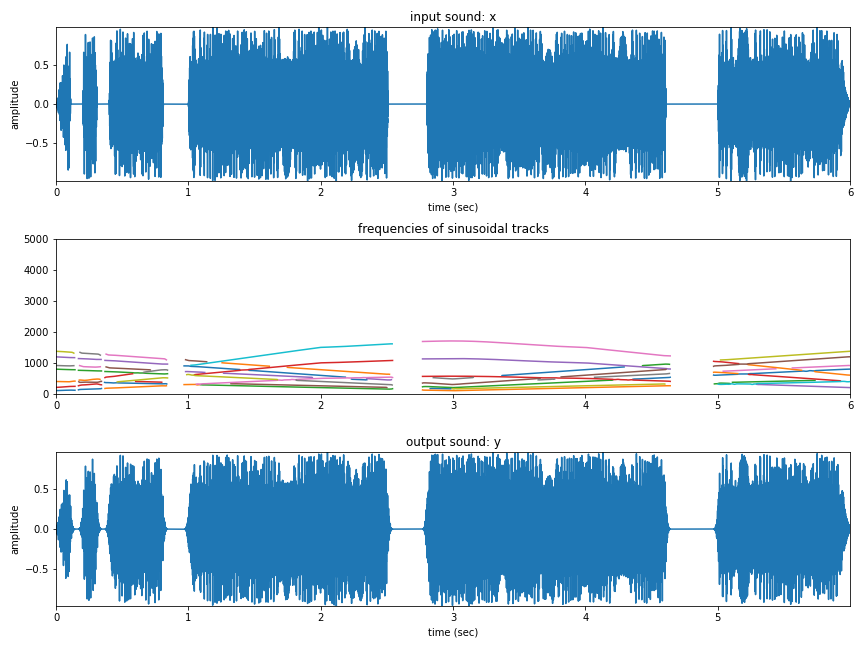 input sound: x
0.5
0.0
−0.5
amplitude
0 1 2 3 4 5 6
time (sec)
frequencies of sinusoidal tracks
5000
4000
3000
2000
1000
0
0 1 2 3 4 5 6
output sound: y
0.5
0.0
−0.5
amplitude
0 1 2 3 4 5 6
time (sec)